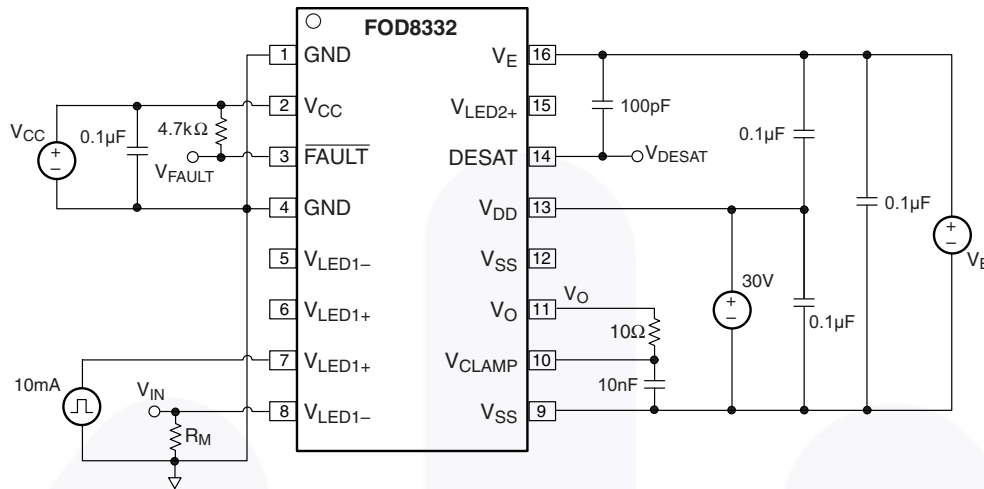 FOD8332
1 GND
2 VCC
3 FAULT
4 GND
5 VLED1–
6 VLED1+
7 VLED1+
8 VLED1–
VE 16
VLED2+ 15
DESAT 14
VDD 13
VSS 12
VO 11
VCLAMP 10
VSS 9
VCC
+
–
0.1µF
4.7kΩ
VFAULT
10mA
VIN
RM
100pF
VDESAT
0.1µF
0.1µF
+
–
30V
+
–
0.1µF
VO
10Ω
10nF